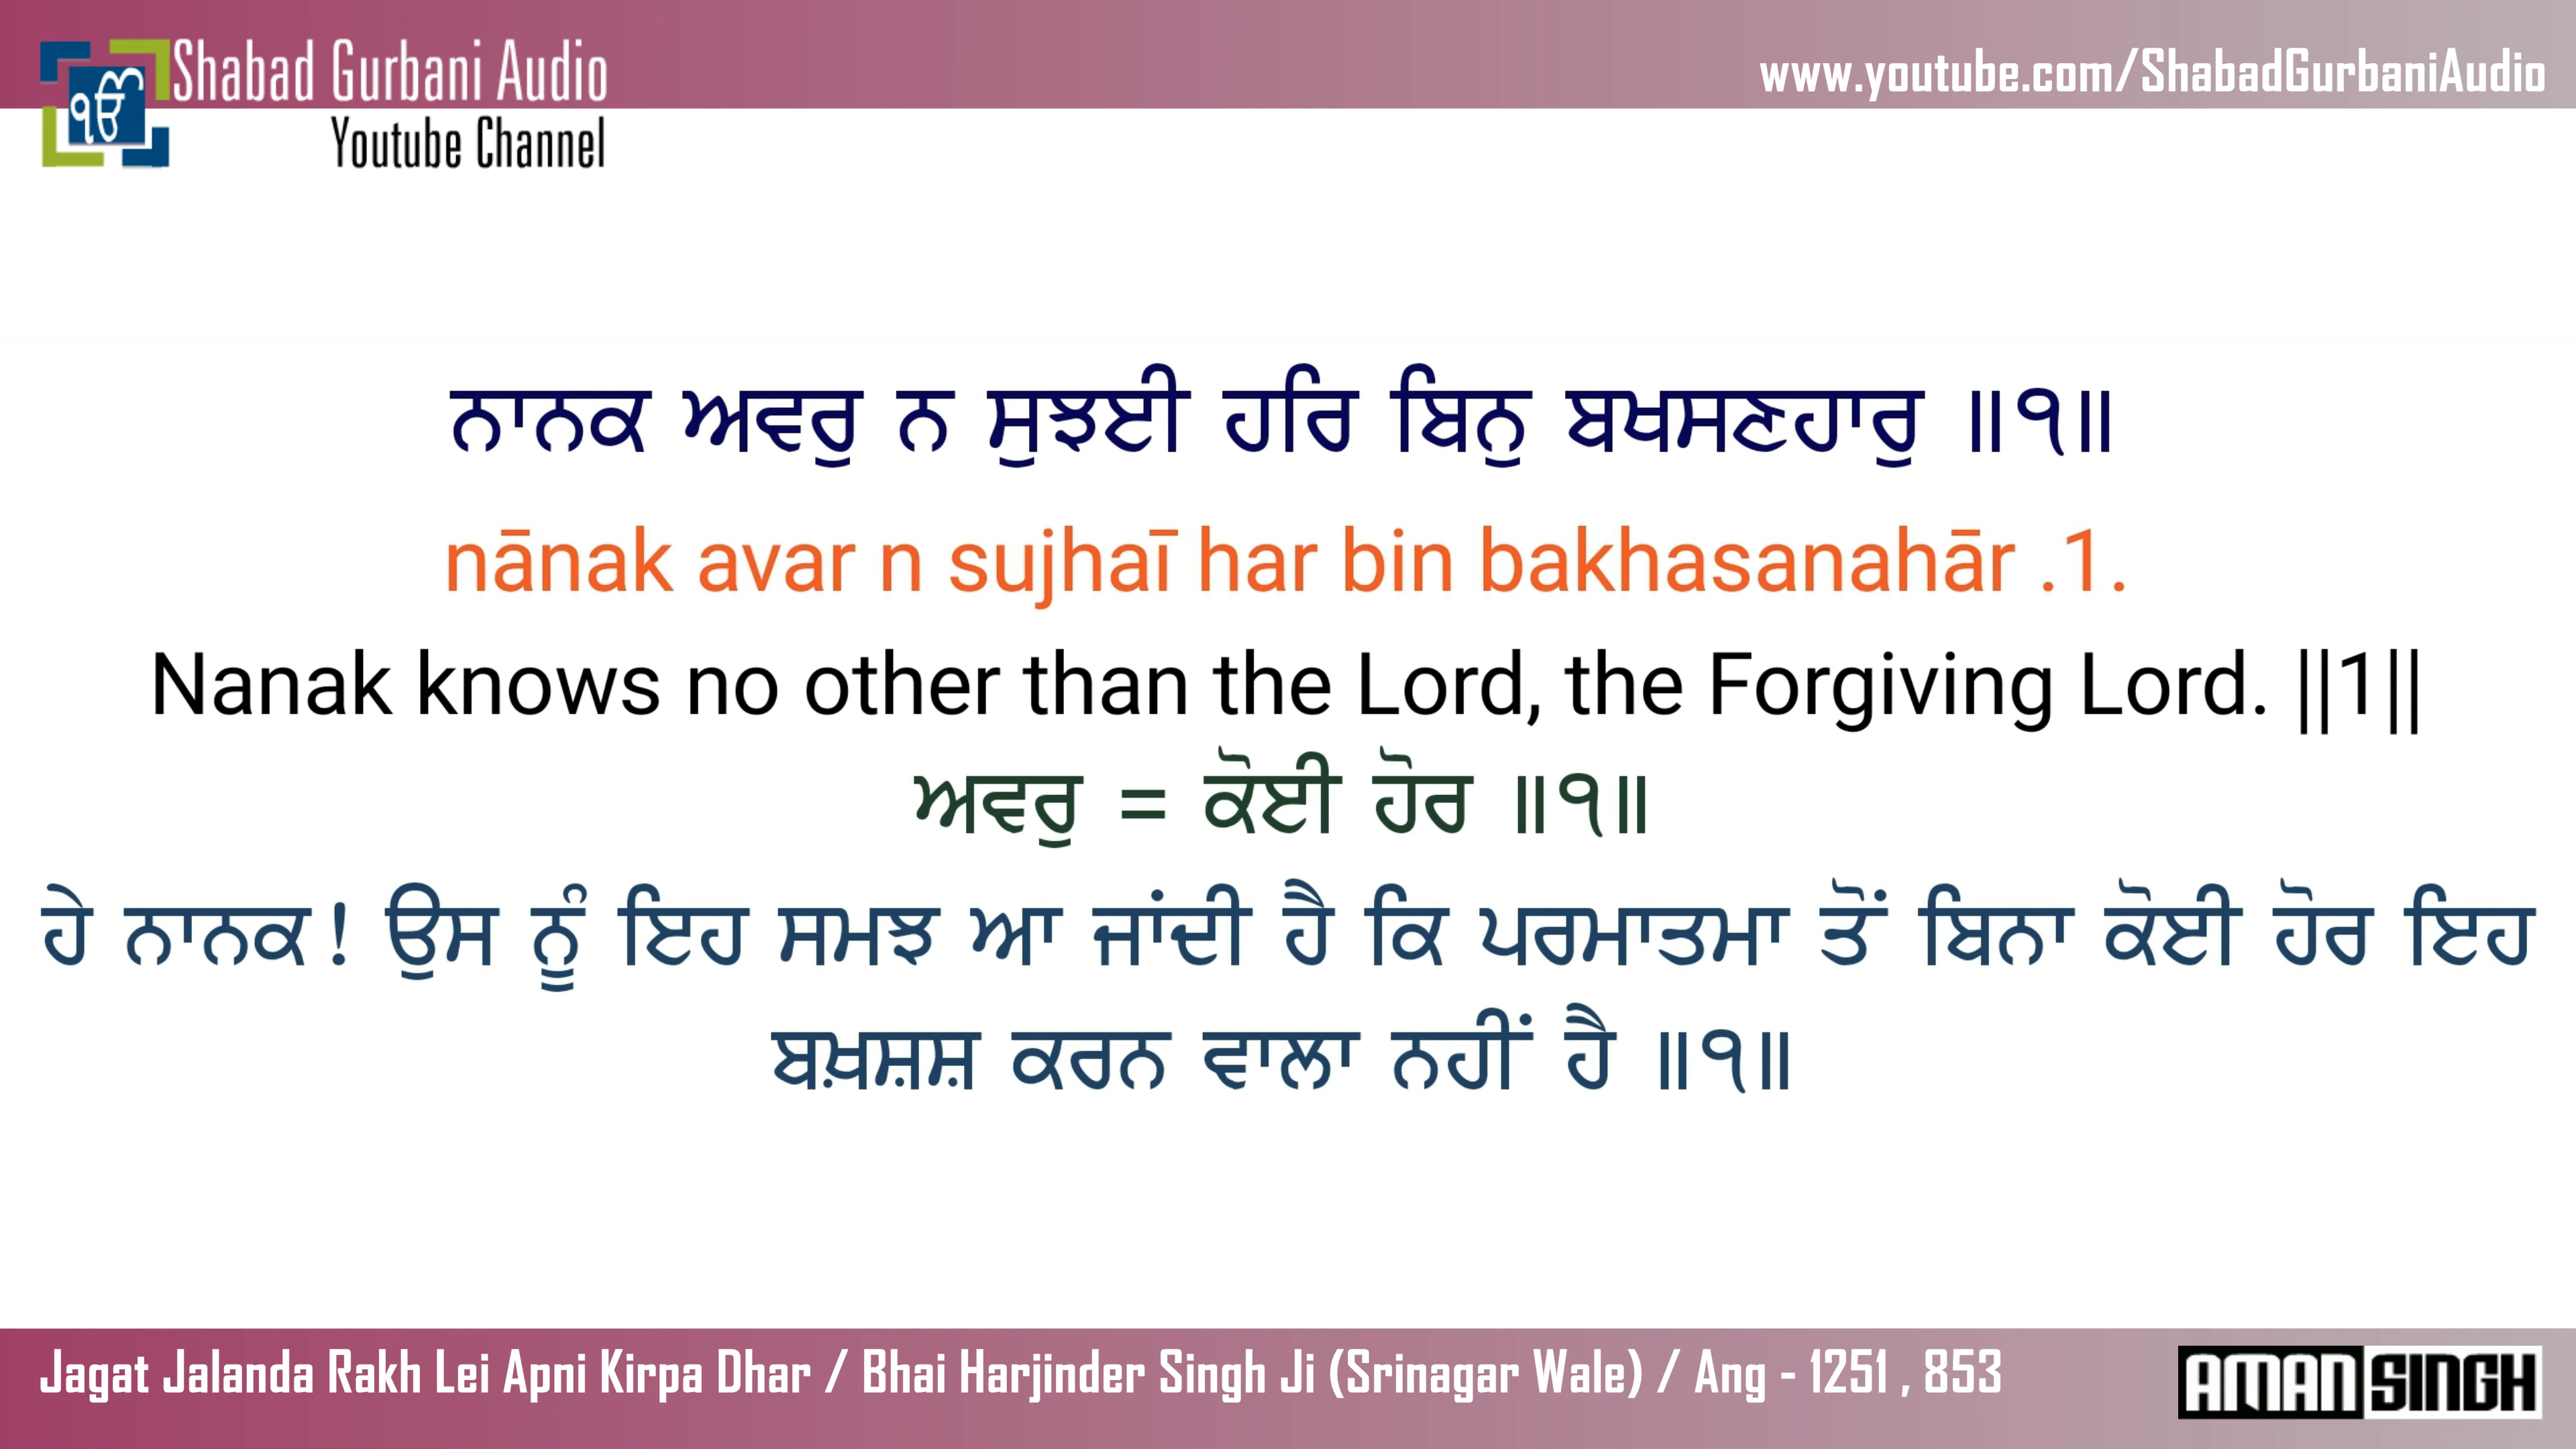 Shabad Gurbani Audio
www.youtube.com/ShabadGurbaniAudio
ੴ
Youtube Channel
ਨਾਨਕ ਅਵਰੁ ਨ ਸੁਝਈ ਹਰਿ ਬਿਨੁ ਬਖਸਣਹਾਰੁ ॥੧॥
nānak avar n sujhaī har bin bakhasanahār .1.
Nanak knows no other than the Lord, the Forgiving Lord. ||1||
ਅਵਰੁ = ਕੋਈ ਹੋਰ ॥੧॥
ਹੇ ਨਾਨਕ! ਉਸ ਨੂੰ ਇਹ ਸਮਝ ਆ ਜਾਂਦੀ ਹੈ ਕਿ ਪਰਮਾਤਮਾ ਤੋਂ ਬਿਨਾ ਕੋਈ ਹੋਰ ਇਹ
ਬਖ਼ਸ਼ਸ਼ ਕਰਨ ਵਾਲਾ ਨਹੀਂ ਹੈ ॥੧॥
Jagat Jalanda Rakh Lei Apni Kirpa Dhar / Bhai Harjinder Singh Ji (Srinagar Wale) / Ang - 1251 , 853
AMAN SINGH